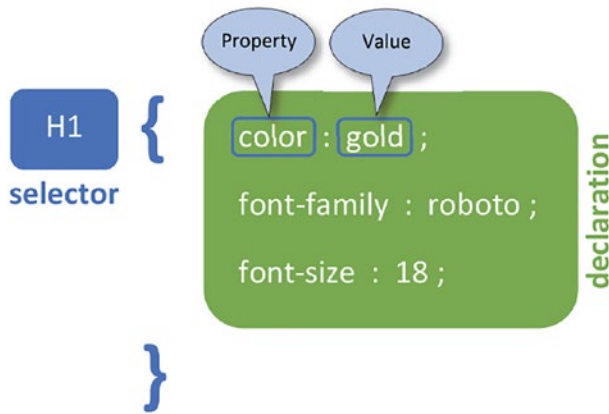 Property
Value
H1
{
color : gold ;
selector
font-family : roboto ;
font-size : 18 ;
declaration
}